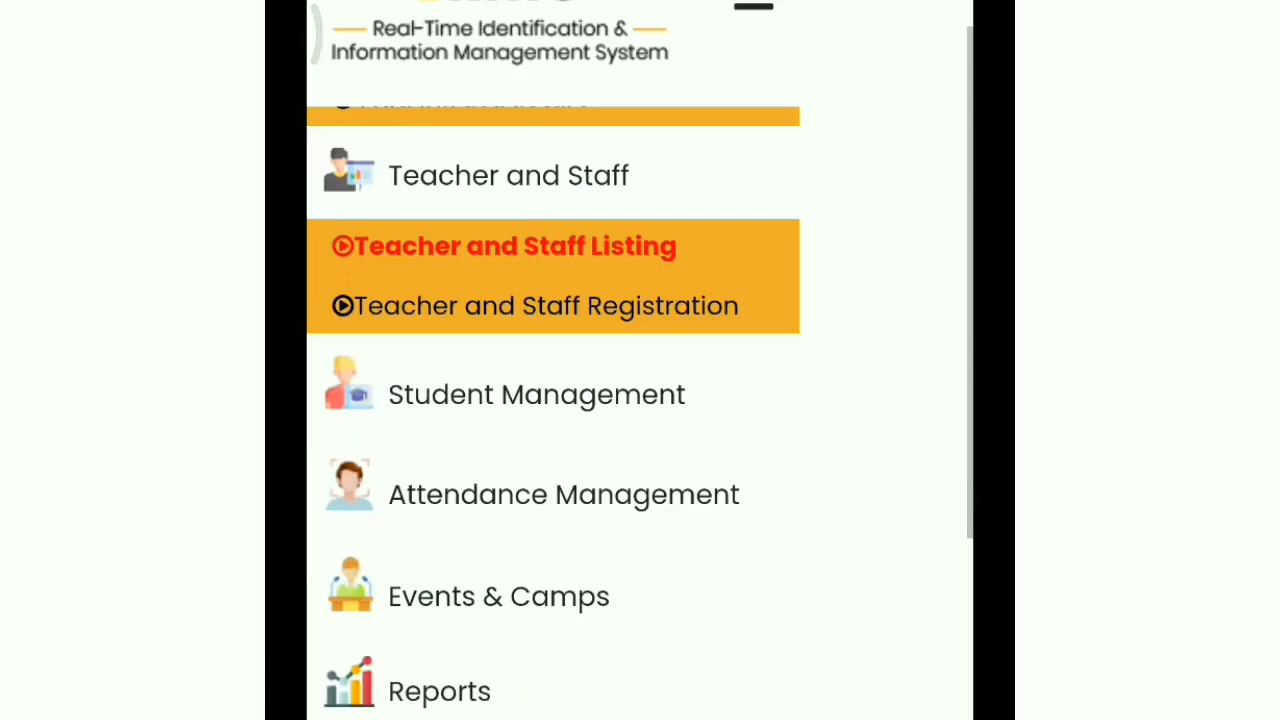 Real-Time Identification &
Information Management System
Teacher and Staff
Teacher and Staff Listing
Teacher and Staff Registration
Student Management
Attendance Management
Events & Camps
Reports